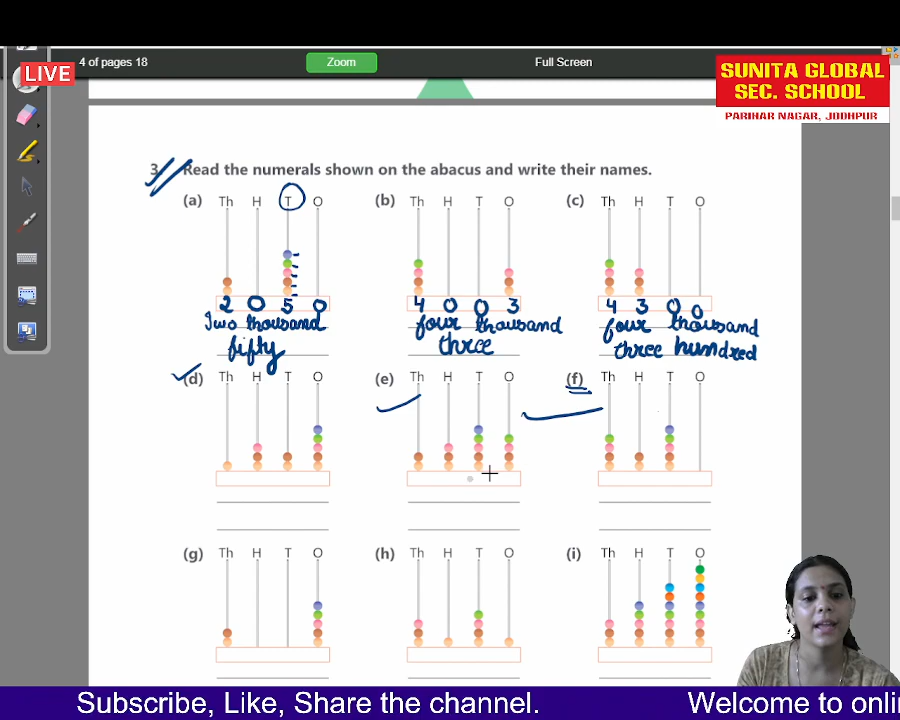 4 of pages 18
Zoom
Full Screen
LIVE
SUNITA GLOBAL
SEC. SCHOOL
PARIHAR NAGAR, JODHPUR
3. Read the numerals shown on the abacus and write their names.
(a) Th H T O
(b) Th H T O
(c) Th H T O
2 0 5 0
4 0 0 3
4 3 0 0
Two thousand
fifty
four thousand
three
four thousand
three hundred
(d) Th H T O
(e) Th H T O
(f) Th H T O
(g) Th H T O
(h) Th H T O
(i) Th H T O
Subscribe, Like, Share the channel. Welcome to onli